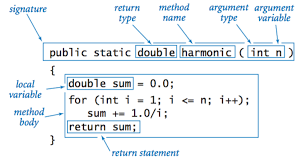 signature
return type
method name
argument type
argument variable
public static double harmonic ( int n )
{
local variable
double sum = 0.0;
for (int i = 1; i <= n; i++);
method body
sum += 1.0/i;
return sum;
}
return statement